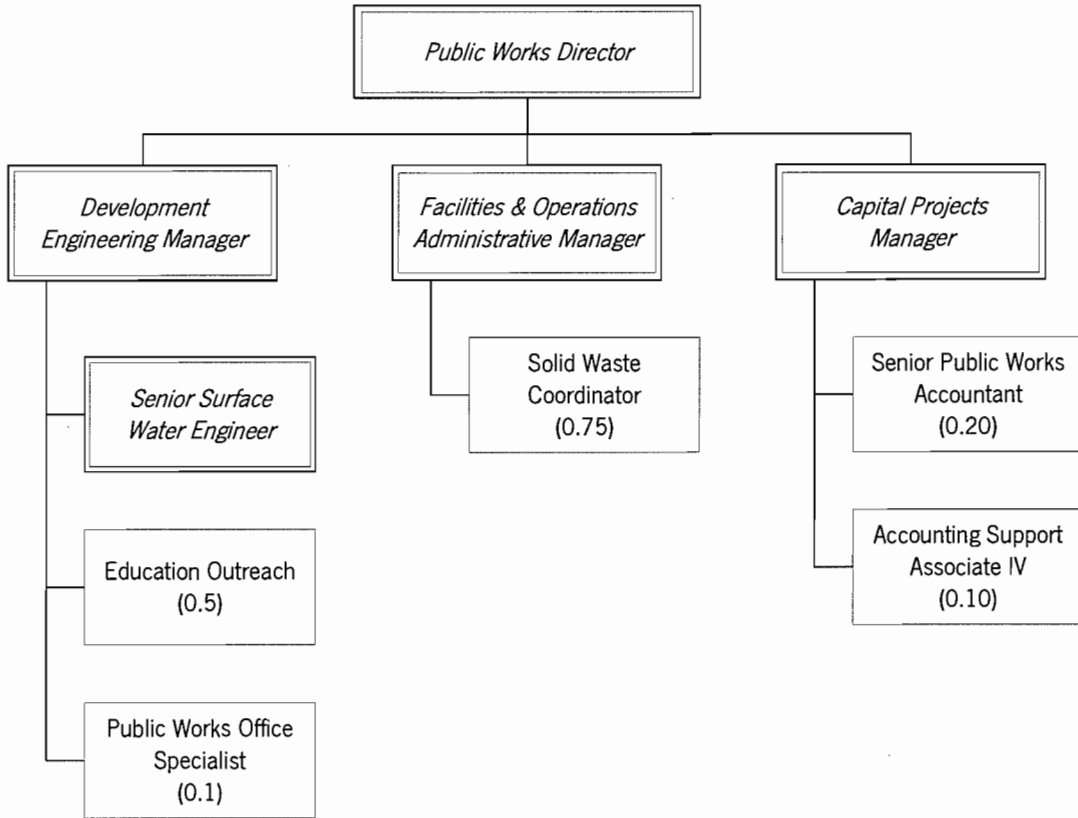 Public Works Director
Development
Engineering Manager
Facilities & Operations
Administrative Manager
Capital Projects
Manager
Senior Surface
Water Engineer
Education Outreach
(0.5)
Public Works Office
Specialist
(0.1)
Solid Waste
Coordinator
(0.75)
Senior Public Works
Accountant
(0.20)
Accounting Support
Associate IV
(0.10)